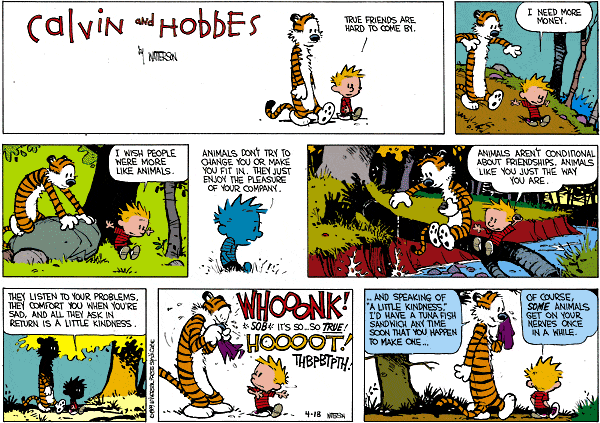 Calvin and Hobbes
by WATTERSON
TRUE FRIENDS ARE
HARD TO COME BY.
I NEED MORE
MONEY.
I WISH PEOPLE
WERE MORE
LIKE ANIMALS.
ANIMALS DON'T TRY TO
CHANGE YOU OR MAKE
YOU FIT IN. THEY JUST
ENJOY THE PLEASURE
OF YOUR COMPANY.
ANIMALS AREN'T CONDITIONAL
ABOUT FRIENDSHIPS. ANIMALS
LIKE YOU JUST THE WAY
YOU ARE.
THEY LISTEN TO YOUR PROBLEMS,
THEY COMFORT YOU WHEN YOU'RE
SAD, AND ALL THEY ASK IN
RETURN IS A LITTLE KINDNESS.
WHOONK!
*SOB* IT'S SO...SO TRUE!
HOOOOT!
THBPBTPTH!
4-18 WATTERSON
... AND SPEAKING OF
"A LITTLE KINDNESS,"
I'D HAVE A TUNA FISH
SANDWICH ANY TIME
SOON THAT YOU HAPPEN
TO MAKE ONE...
OF COURSE,
SOME ANIMALS
GET ON YOUR
NERVES ONCE
IN A WHILE.